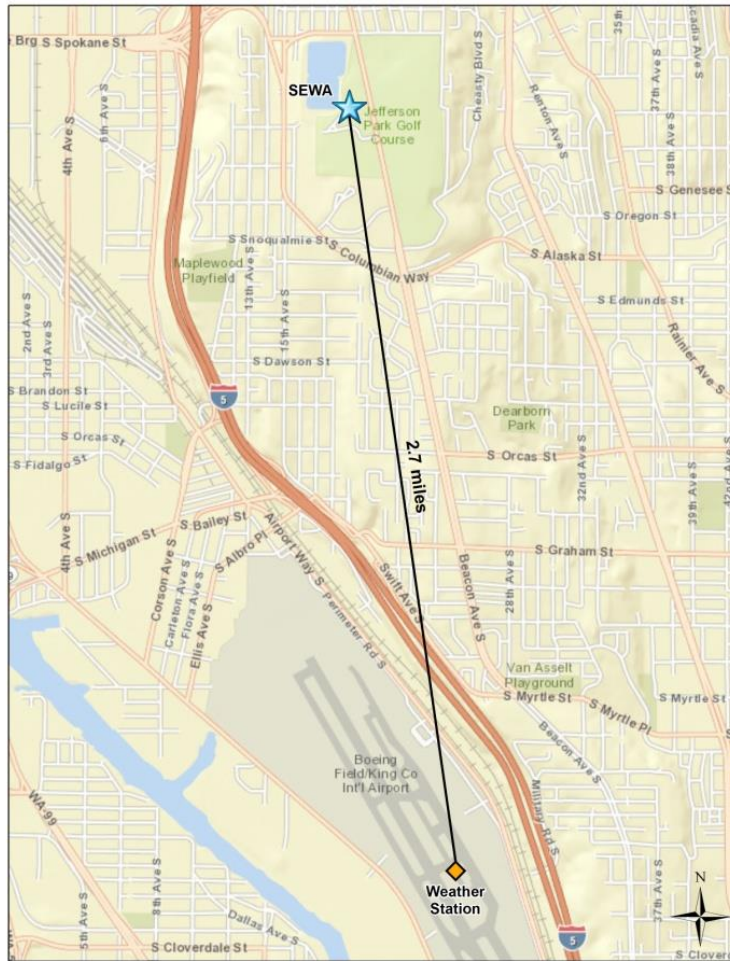 Brg
S Spokane St
35th
SEWA
Cheasty Blvd S
Renton Ave S
37th Ave S
38th Ave S
4th Ave S
6th Ave S
Jefferson
Park Golf
Course
S Genesee S
S Oregon St
S Snoqualmie St
S Columbian Way
S Alaska St
Maplewood
Playfield
13th Ave S
15th Ave S
S Edmunds St
2nd Ave S
3rd Ave S
Rainier Ave S
S Dawson St
S Brandon St
S Lucile St
5
Dearborn
Park
S Orcas St
S Fidalgo St
2.7 miles
S Orcas St
32nd Ave S
39th Ave S
42nd Ave S
S Bailey St
S Michigan St
S Albro Pl
Airport Way S
S Graham St
4th Ave S
Corson Ave S
Carleton Ave S
Flora Ave S
Ellis Ave S
Perimeter Rd S
Swift Ave S
Beacon Ave S
28th Ave S
Van Asselt
Playground
S Myrtle St
S Myrtle Pl
S Myrtle St
Beacon Ave S
Boeing
Field/King Co
Int'l Airport
WA-99
Military Rd S
Weather
Station
N
5th Ave S
8th Ave S
Dallas Ave S
37th Ave S
S Cloverdale St
5
S Clover